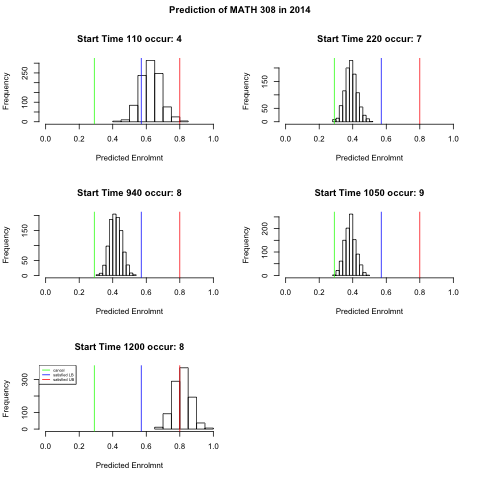 Prediction of MATH 308 in 2014
Start Time 110 occur: 4
Frequency
0 100 250
0.0 0.2 0.4 0.6 0.8 1.0
Predicted Enrolmnt
Start Time 220 occur: 7
Frequency
0 50 150
0.0 0.2 0.4 0.6 0.8 1.0
Predicted Enrolmnt
Start Time 940 occur: 8
Frequency
0 50 150
0.0 0.2 0.4 0.6 0.8 1.0
Predicted Enrolmnt
Start Time 1050 occur: 9
Frequency
0 100 200
0.0 0.2 0.4 0.6 0.8 1.0
Predicted Enrolmnt
Start Time 1200 occur: 8
cancel
satisfied LB
satisfied UB
Frequency
0 100 300
0.0 0.2 0.4 0.6 0.8 1.0
Predicted Enrolmnt